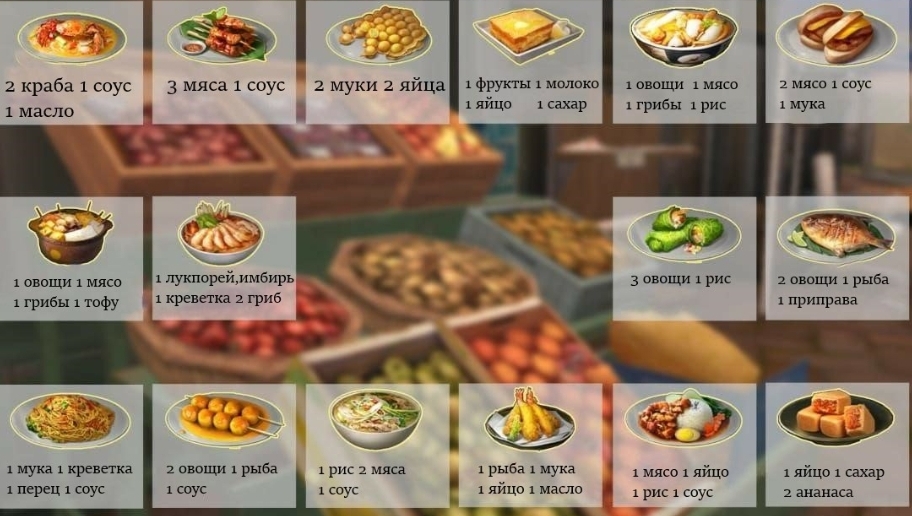 2 краба 1 соус
1 масло
3 мяса 1 соус
2 муки 2 яйца
1 фрукты 1 молоко
1 яйцо 1 сахар
1 овощи 1 мясо
1 грибы 1 рис
2 мясо 1 соус
1 мука
1 овощи 1 мясо
1 грибы 1 тофу
1 лукпорей,имбирь
1 креветка 2 гриб
3 овощи 1 рис
2 овощи 1 рыба
1 приправа
1 мука 1 креветка
1 перец 1 соус
2 овощи 1 рыба
1 соус
1 рис 2 мяса
1 соус
1 рыба 1 мука
1 яйцо 1 масло
1 мясо 1 яйцо
1 рис 1 соус
1 яйцо 1 сахар
2 ананаса